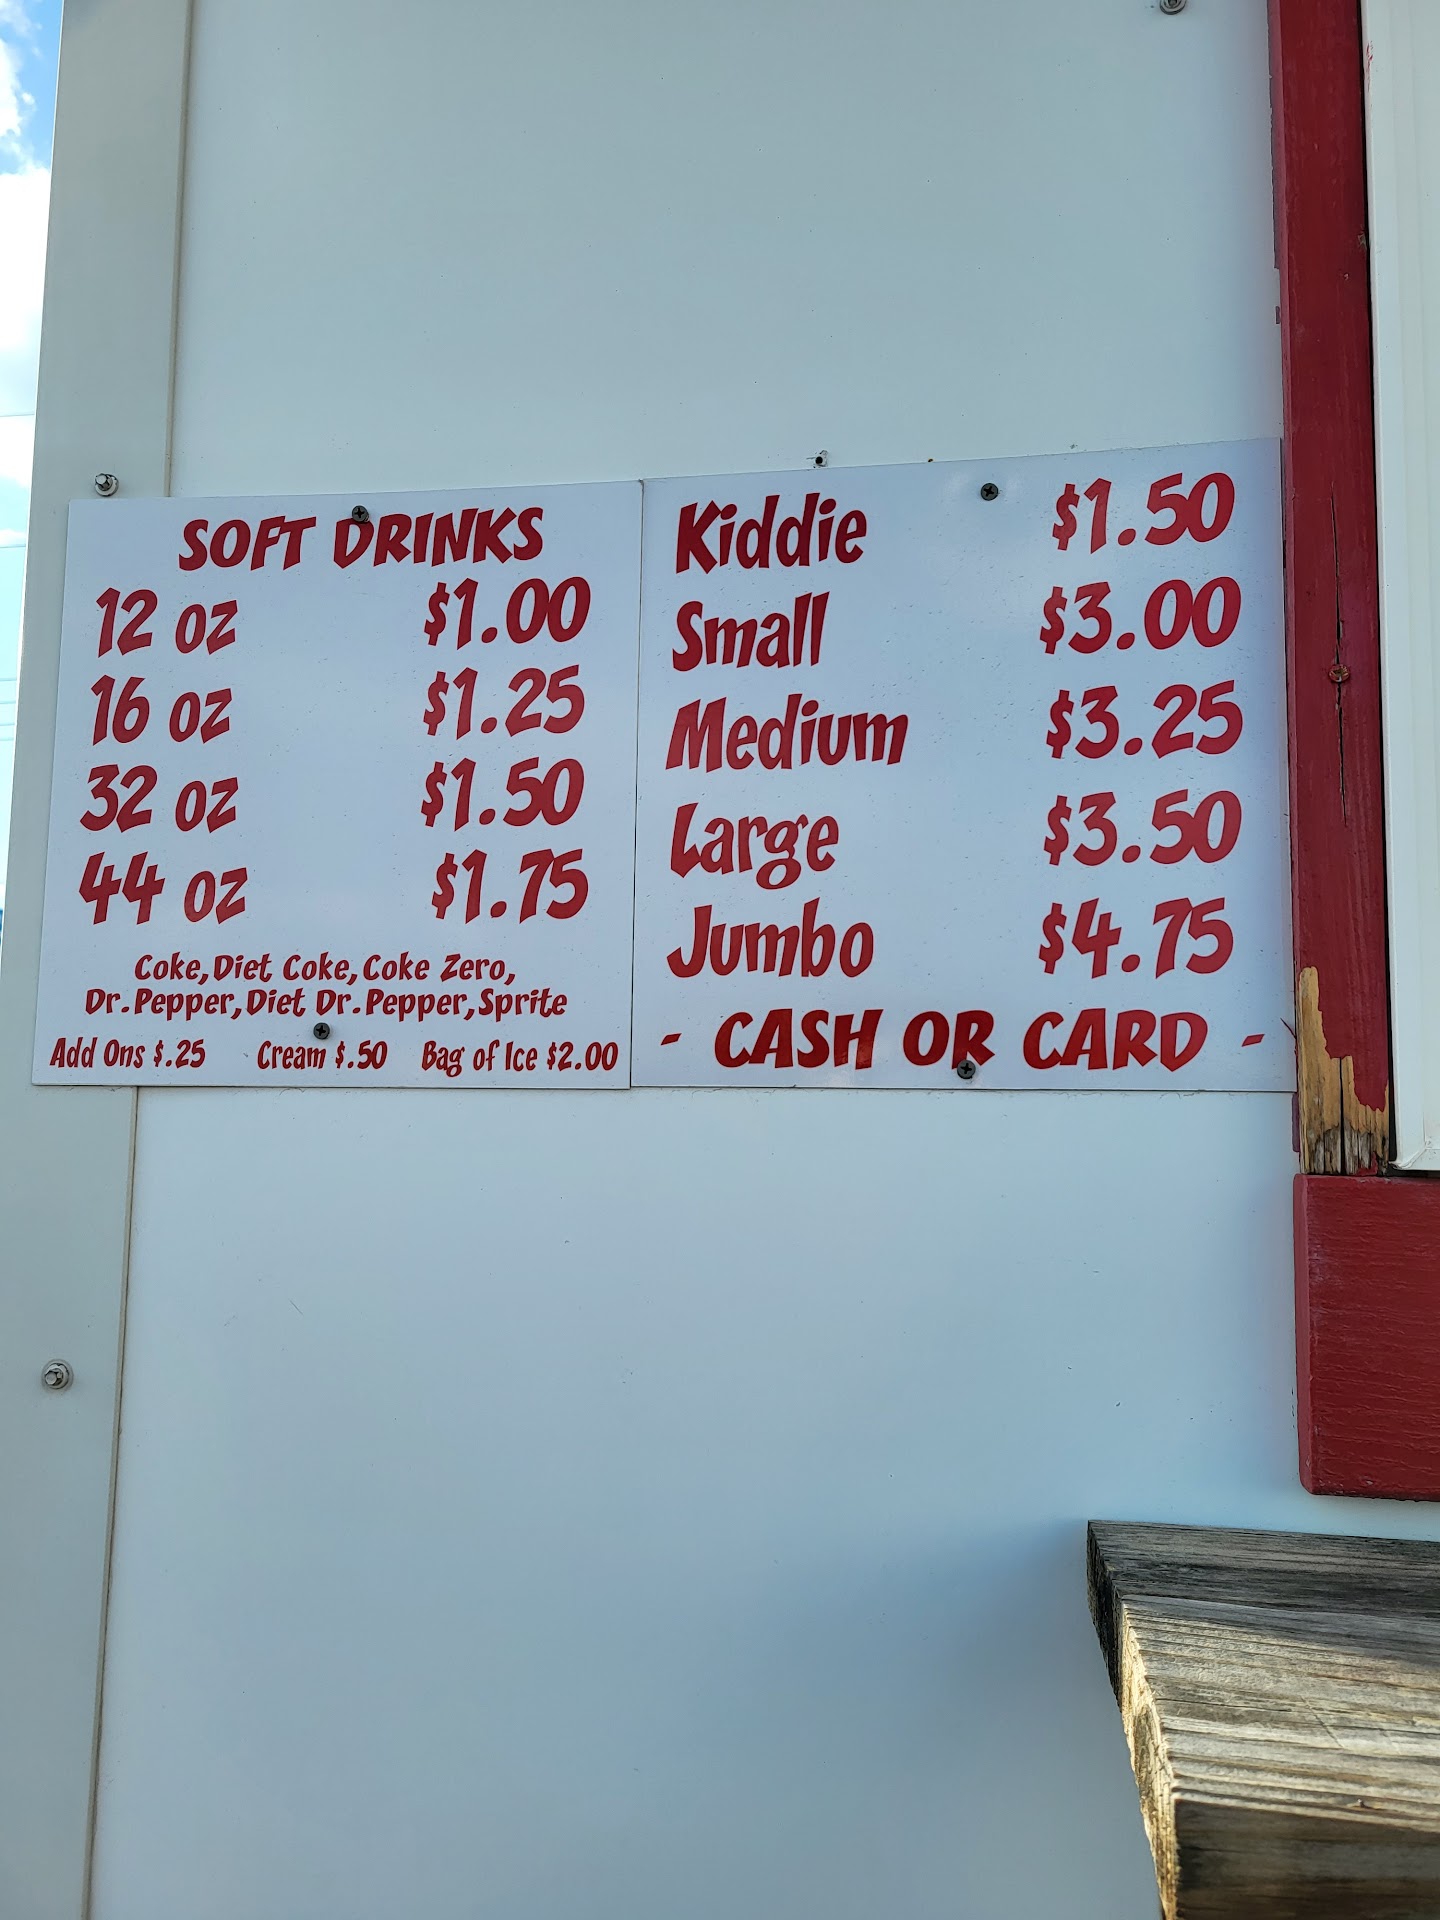 SOFT DRINKS
12 oz $1.00
16 oz $1.25
32 oz $1.50
44 oz $1.75
Coke, Diet Coke, Coke Zero,
Dr. Pepper, Diet Dr. Pepper, Sprite
Add Ons $.25 Cream $.50 Bag of Ice $2.00
Kiddie $1.50
Small $3.00
Medium $3.25
Large $3.50
Jumbo $4.75
- CASH OR CARD -